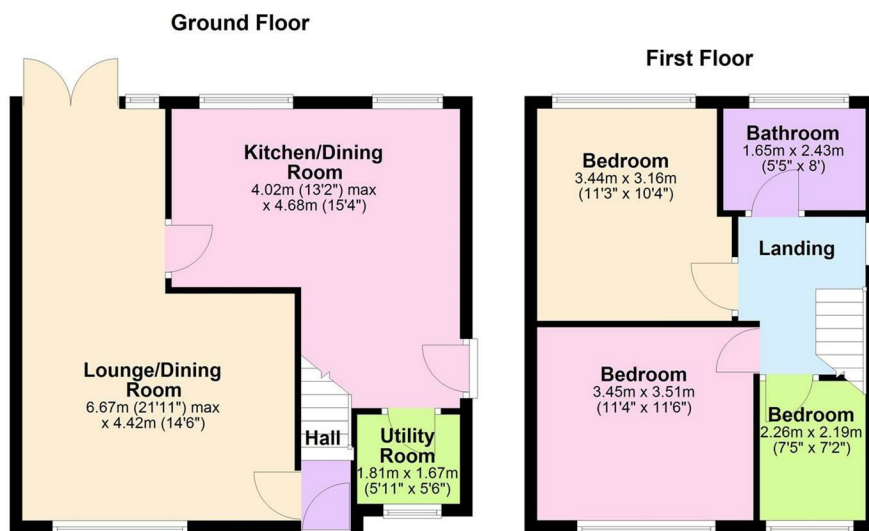 Ground Floor
Kitchen/Dining
Room
4.02m (13'2") max
x 4.68m (15'4")
Lounge/Dining
Room
6.67m (21'11") max
x 4.42m (14'6")
Hall
Utility
Room
1.81m x 1.67m
(5'11" x 5'6")
First Floor
Bedroom
3.44m x 3.16m
(11'3" x 10'4")
Bathroom
1.65m x 2.43m
(5'5" x 8')
Landing
Bedroom
3.45m x 3.51m
(11'4" x 11'6")
Bedroom
2.26m x 2.19m
(7'5" x 7'2")